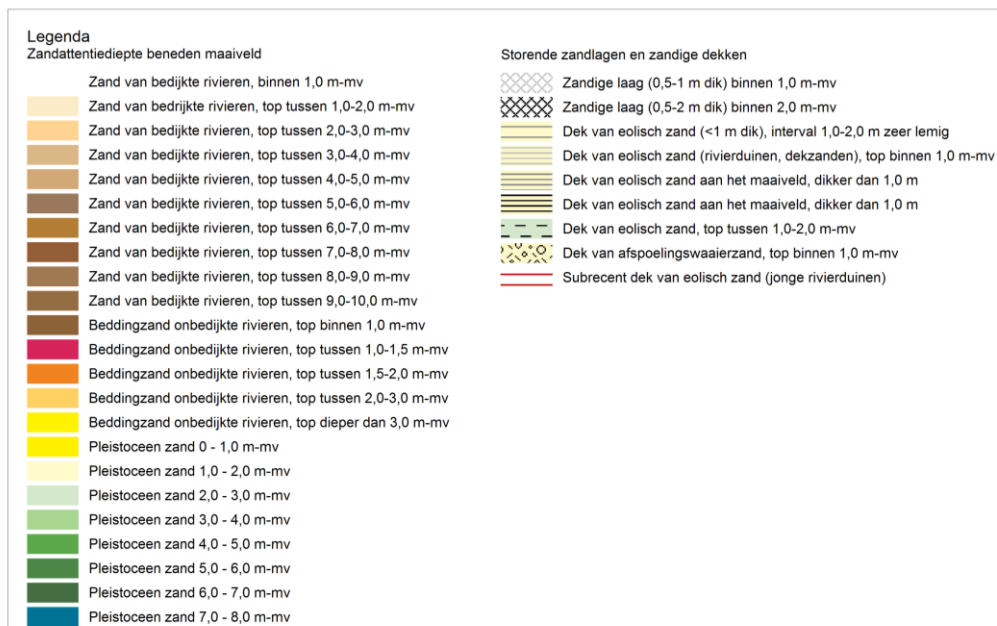 Legenda
Zandattentiediepte beneden maaiveld
Zand van bedijkte rivieren, binnen 1,0 m-mv
Zand van bedrijkte rivieren, top tussen 1,0-2,0 m-mv
Zand van bedijkte rivieren, top tussen 2,0-3,0 m-mv
Zand van bedijkte rivieren, top tussen 3,0-4,0 m-mv
Zand van bedijkte rivieren, top tussen 4,0-5,0 m-mv
Zand van bedijkte rivieren, top tussen 5,0-6,0 m-mv
Zand van bedijkte rivieren, top tussen 6,0-7,0 m-mv
Zand van bedijkte rivieren, top tussen 7,0-8,0 m-mv
Zand van bedijkte rivieren, top tussen 8,0-9,0 m-mv
Zand van bedijkte rivieren, top tussen 9,0-10,0 m-mv
Beddingzand onbedijkte rivieren, top binnen 1,0 m-mv
Beddingzand onbedijkte rivieren, top tussen 1,0-1,5 m-mv
Beddingzand onbedijkte rivieren, top tussen 1,5-2,0 m-mv
Beddingzand onbedijkte rivieren, top tussen 2,0-3,0 m-mv
Beddingzand onbedijkte rivieren, top dieper dan 3,0 m-mv
Pleistoceen zand 0 - 1,0 m-mv
Pleistoceen zand 1,0 - 2,0 m-mv
Pleistoceen zand 2,0 - 3,0 m-mv
Pleistoceen zand 3,0 - 4,0 m-mv
Pleistoceen zand 4,0 - 5,0 m-mv
Pleistoceen zand 5,0 - 6,0 m-mv
Pleistoceen zand 6,0 - 7,0 m-mv
Pleistoceen zand 7,0 - 8,0 m-mv
Storende zandlagen en zandige dekken
Zandige laag (0,5-1 m dik) binnen 1,0 m-mv
Zandige laag (0,5-2 m dik) binnen 2,0 m-mv
Dek van eolisch zand (<1 m dik), interval 1,0-2,0 m zeer lemig
Dek van eolisch zand (rivierduinen, dekzanden), top binnen 1,0 m-mv
Dek van eolisch zand aan het maaiveld, dikker dan 1,0 m
Dek van eolisch zand aan het maaiveld, dikker dan 1,0 m
Dek van eolisch zand, top tussen 1,0-2,0 m-mv
Dek van afspoelingswaaierzand, top binnen 1,0 m-mv
Subrecent dek van eolisch zand (jonge rivierduinen)